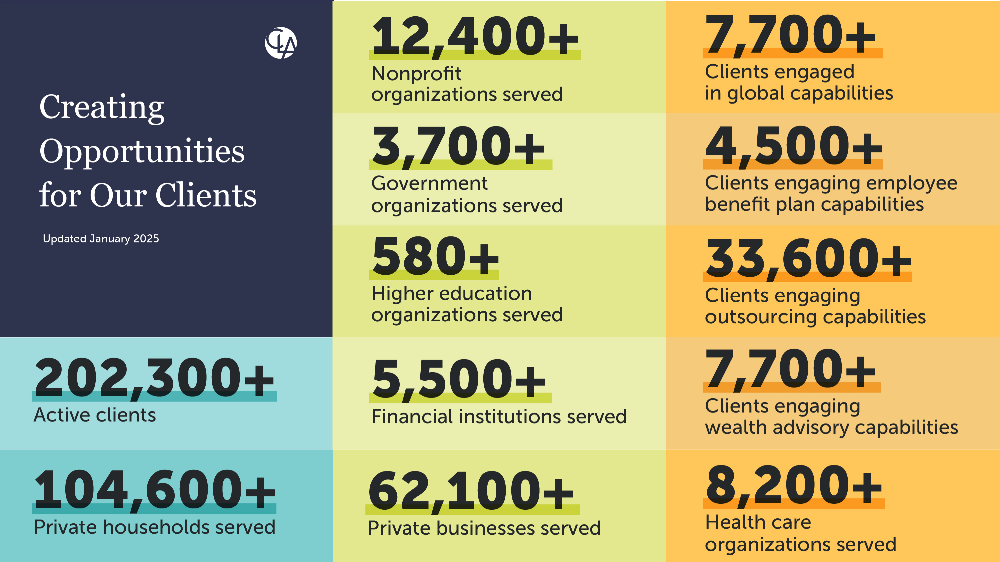 CLA
Creating
Opportunities
for Our Clients
Updated January 2025
202,300+
Active clients
104,600+
Private households served
12,400+
Nonprofit
organizations served
3,700+
Government
organizations served
580+
Higher education
organizations served
5,500+
Financial institutions served
62,100+
Private businesses served
7,700+
Clients engaged
in global capabilities
4,500+
Clients engaging employee
benefit plan capabilities
33,600+
Clients engaging
outsourcing capabilities
7,700+
Clients engaging
wealth advisory capabilities
8,200+
Health care
organizations served